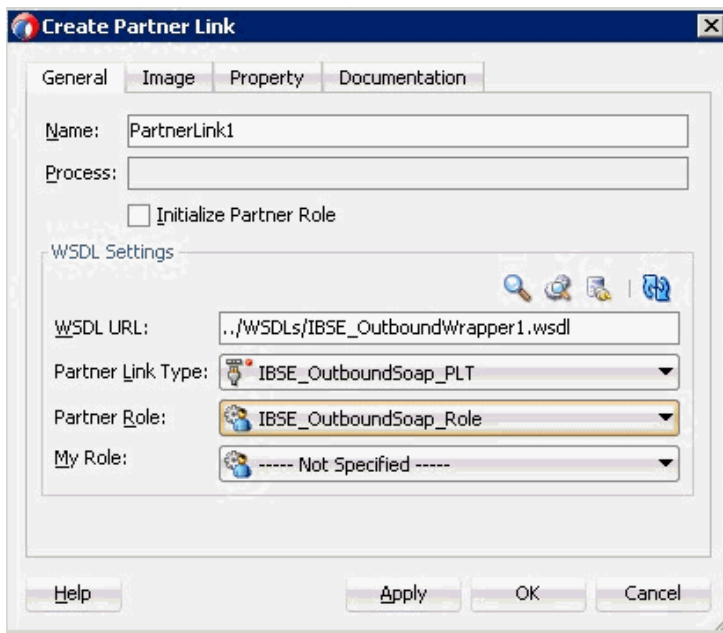 Create Partner Link
General Image Property Documentation
Name: PartnerLink1
Process:
Initialize Partner Role
WSDL Settings
WSDL URL: ../WSDLs/IBSE_OutboundWrapper1.wsdl
Partner Link Type: IBSE_OutboundSoap_PLT
Partner Role: IBSE_OutboundSoap_Role
My Role: ----- Not Specified -----
Help Apply OK Cancel